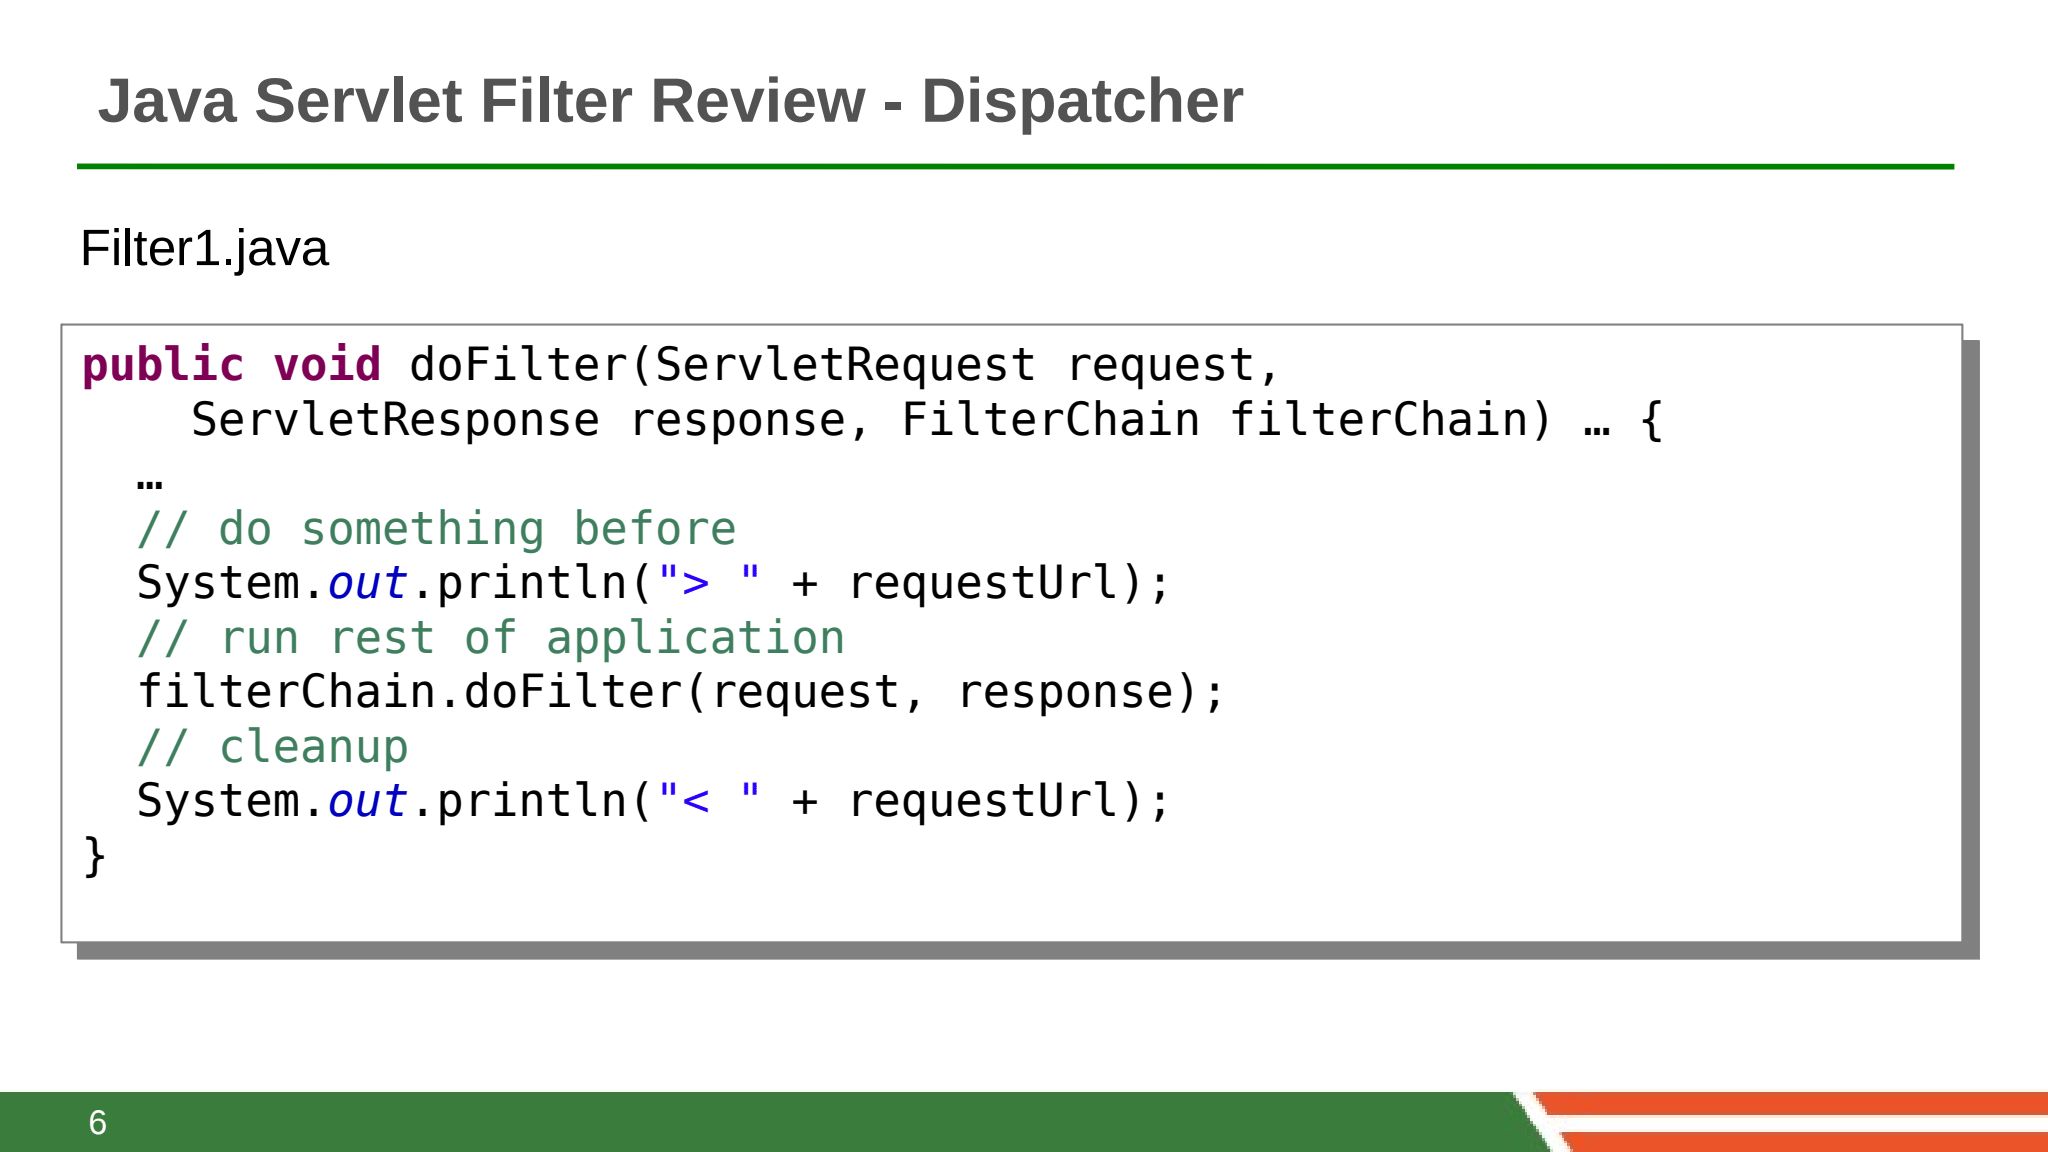 Java Servlet Filter Review - Dispatcher
Filter1.java
public void doFilter(ServletRequest request,
    ServletResponse response, FilterChain filterChain) … {
  …
  // do something before
  System.out.println("> " + requestUrl);
  // run rest of application
  filterChain.doFilter(request, response);
  // cleanup
  System.out.println("< " + requestUrl);
}
6